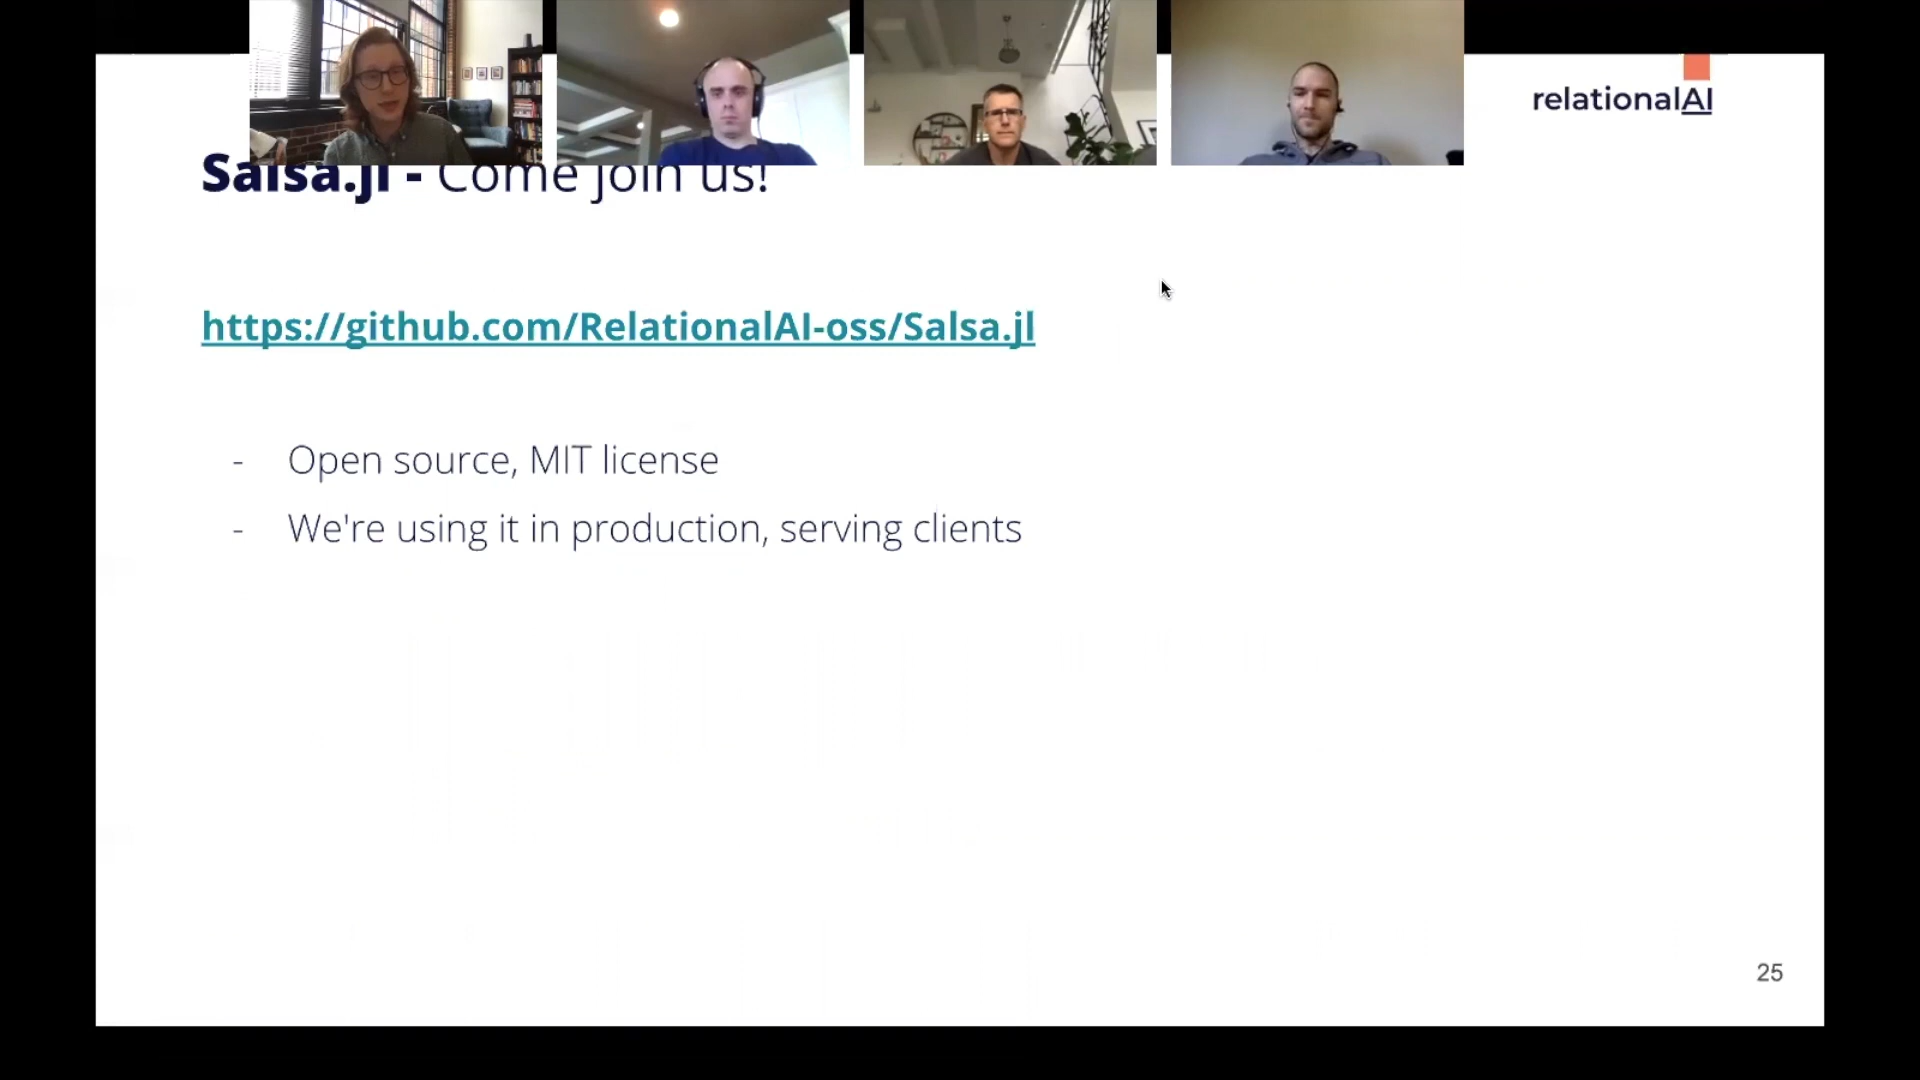 relationalAI
Salsa.jl - Come join us!
https://github.com/RelationalAI-oss/Salsa.jl
- Open source, MIT license
- We're using it in production, serving clients
25